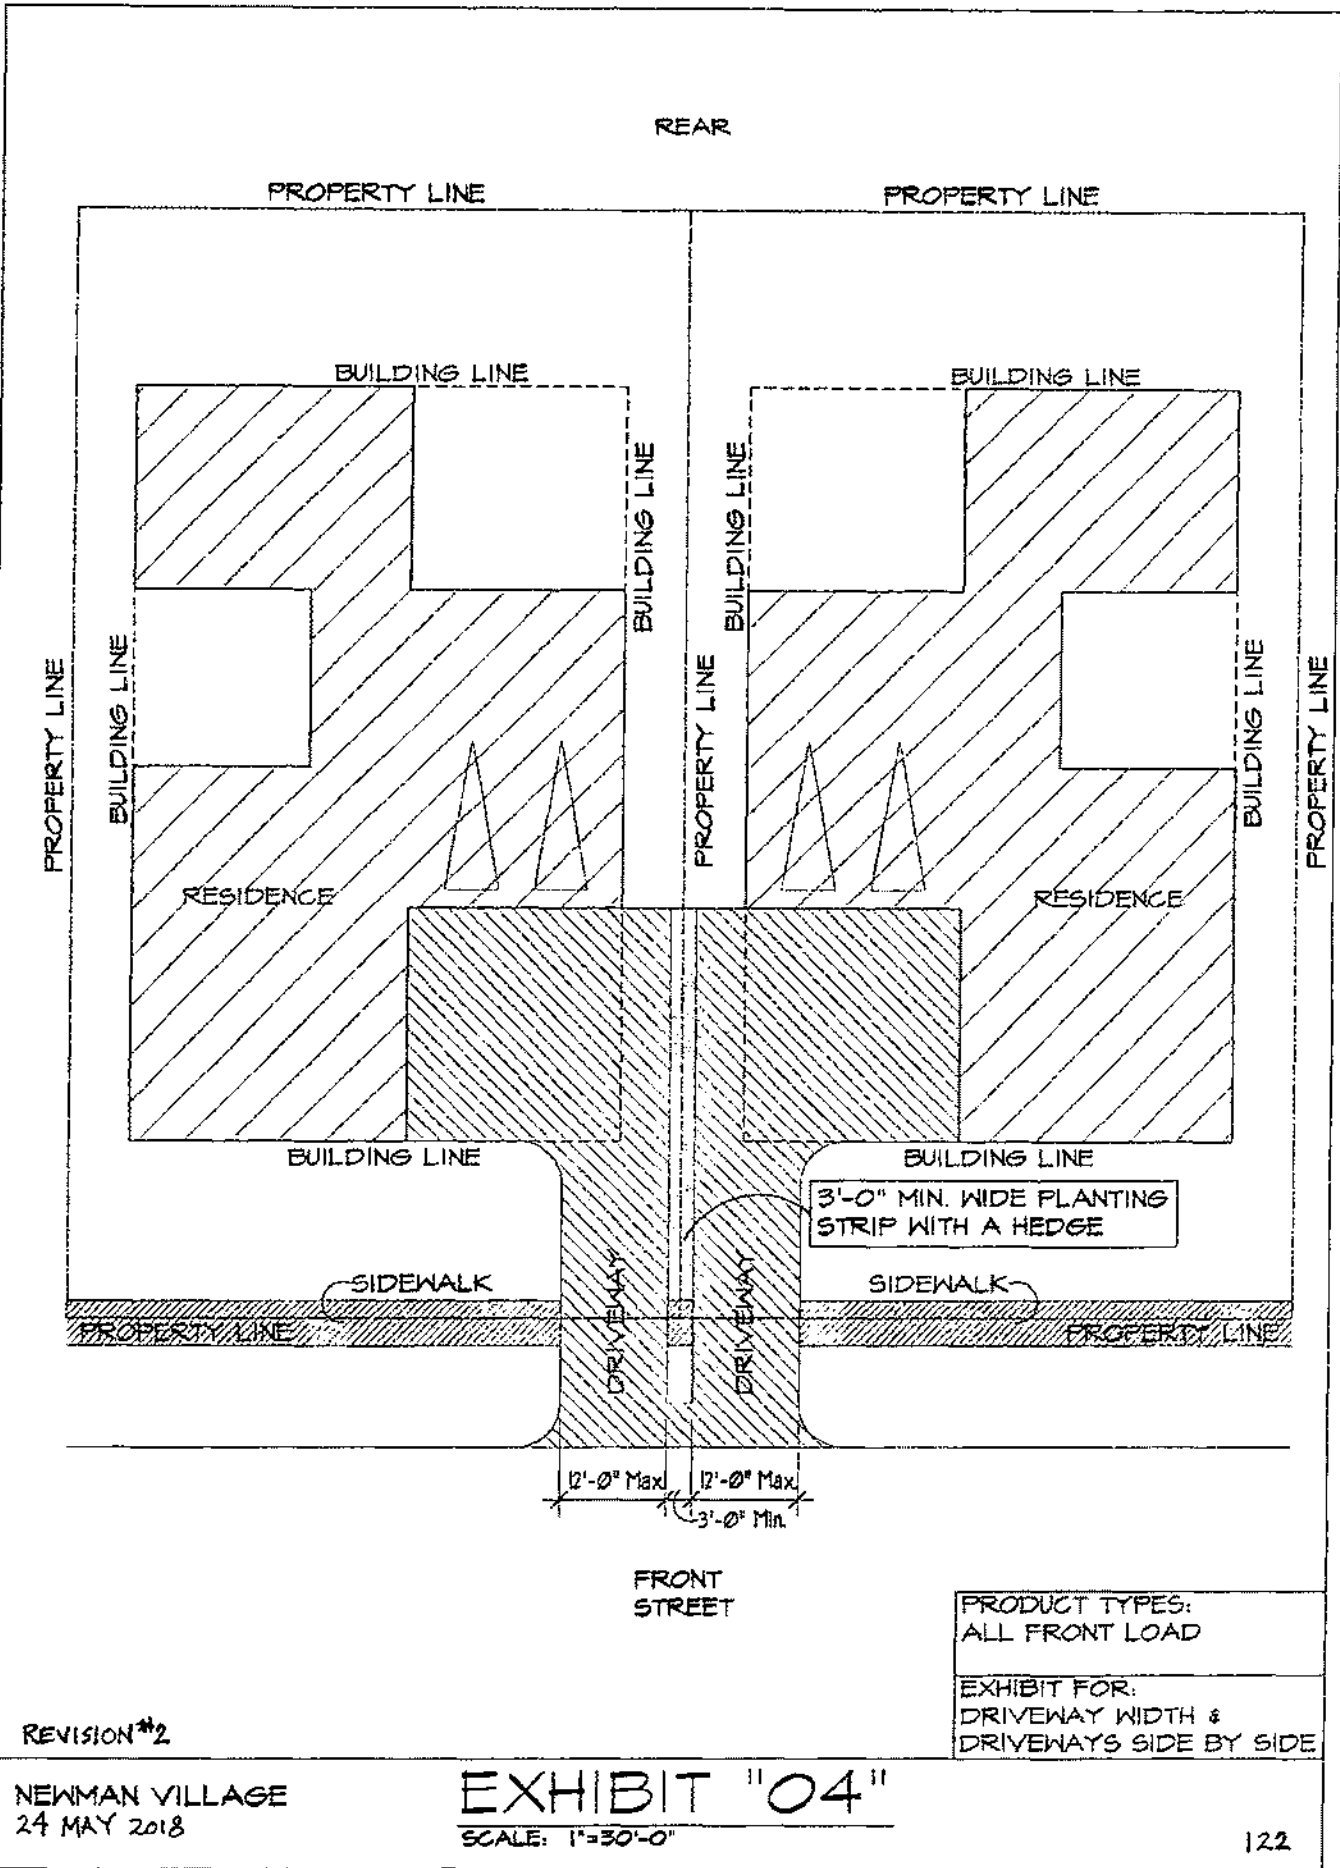 REAR
PROPERTY LINE
PROPERTY LINE
BUILDING LINE
BUILDING LINE
BUILDING LINE
BUILDING LINE
PROPERTY LINE
BUILDING LINE
PROPERTY LINE
BUILDING LINE
PROPERTY LINE
RESIDENCE
RESIDENCE
BUILDING LINE
BUILDING LINE
3'-0" MIN. WIDE PLANTING
STRIP WITH A HEDGE
SIDEWALK
SIDEWALK
DRIVEWAY
DRIVEWAY
PROPERTY LINE
PROPERTY LINE
12'-0" Max.
12'-0" Max.
3'-0" Min.
FRONT
STREET
PRODUCT TYPES:
ALL FRONT LOAD
EXHIBIT FOR:
DRIVEWAY WIDTH &
DRIVEWAYS SIDE BY SIDE
REVISION #2
NEWMAN VILLAGE
24 MAY 2018
EXHIBIT "04"
SCALE: 1"=30'-0"
122